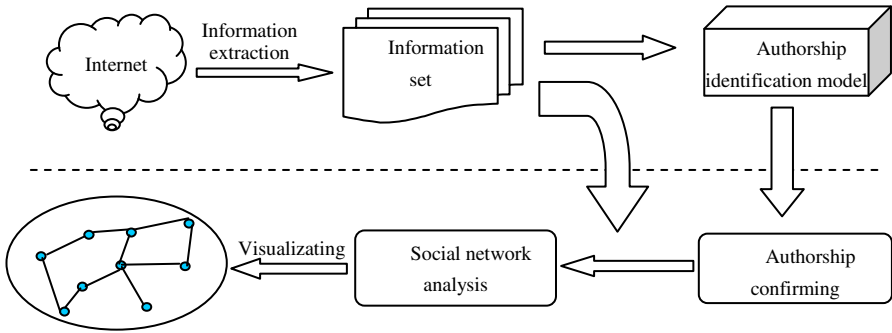 Internet
Information
extraction
Information
set
Authorship
identification model
Visualizating
Social network
analysis
Authorship
confirming